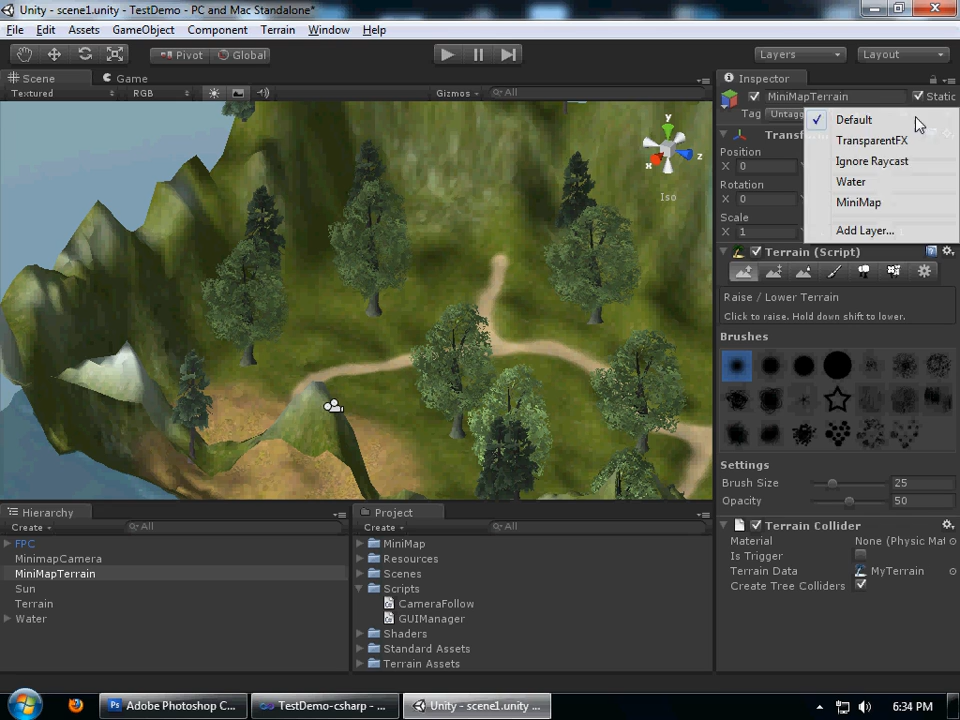 Unity - scene1.unity - TestDemo - PC and Mac Standalone*
File Edit Assets GameObject Component Terrain Window Help
Pivot Global Layers Layout
Scene Game
Textured RGB Gizmos All
y
z
x
Iso
Inspector
MiniMapTerrain Static
Tag
Default
TransparentFX
Ignore Raycast
Water
MiniMap
Add Layer...
Position
X 0
Rotation
X 0
Scale
X 1
Terrain (Script)
Raise / Lower Terrain
Click to raise. Hold down shift to lower.
Brushes
Settings
Brush Size 25
Opacity 50
Terrain Collider
Material None (Physic Mat
Is Trigger
Terrain Data MyTerrain
Create Tree Colliders
Hierarchy
Create All
FPC
MinimapCamera
MiniMapTerrain
Sun
Terrain
Water
Project
Create All
MiniMap
Resources
Scenes
Scripts
CameraFollow
GUIManager
Shaders
Standard Assets
Terrain Assets
Adobe Photoshop C... TestDemo-csharp - ... Unity - scene1.unity ... 6:34 PM